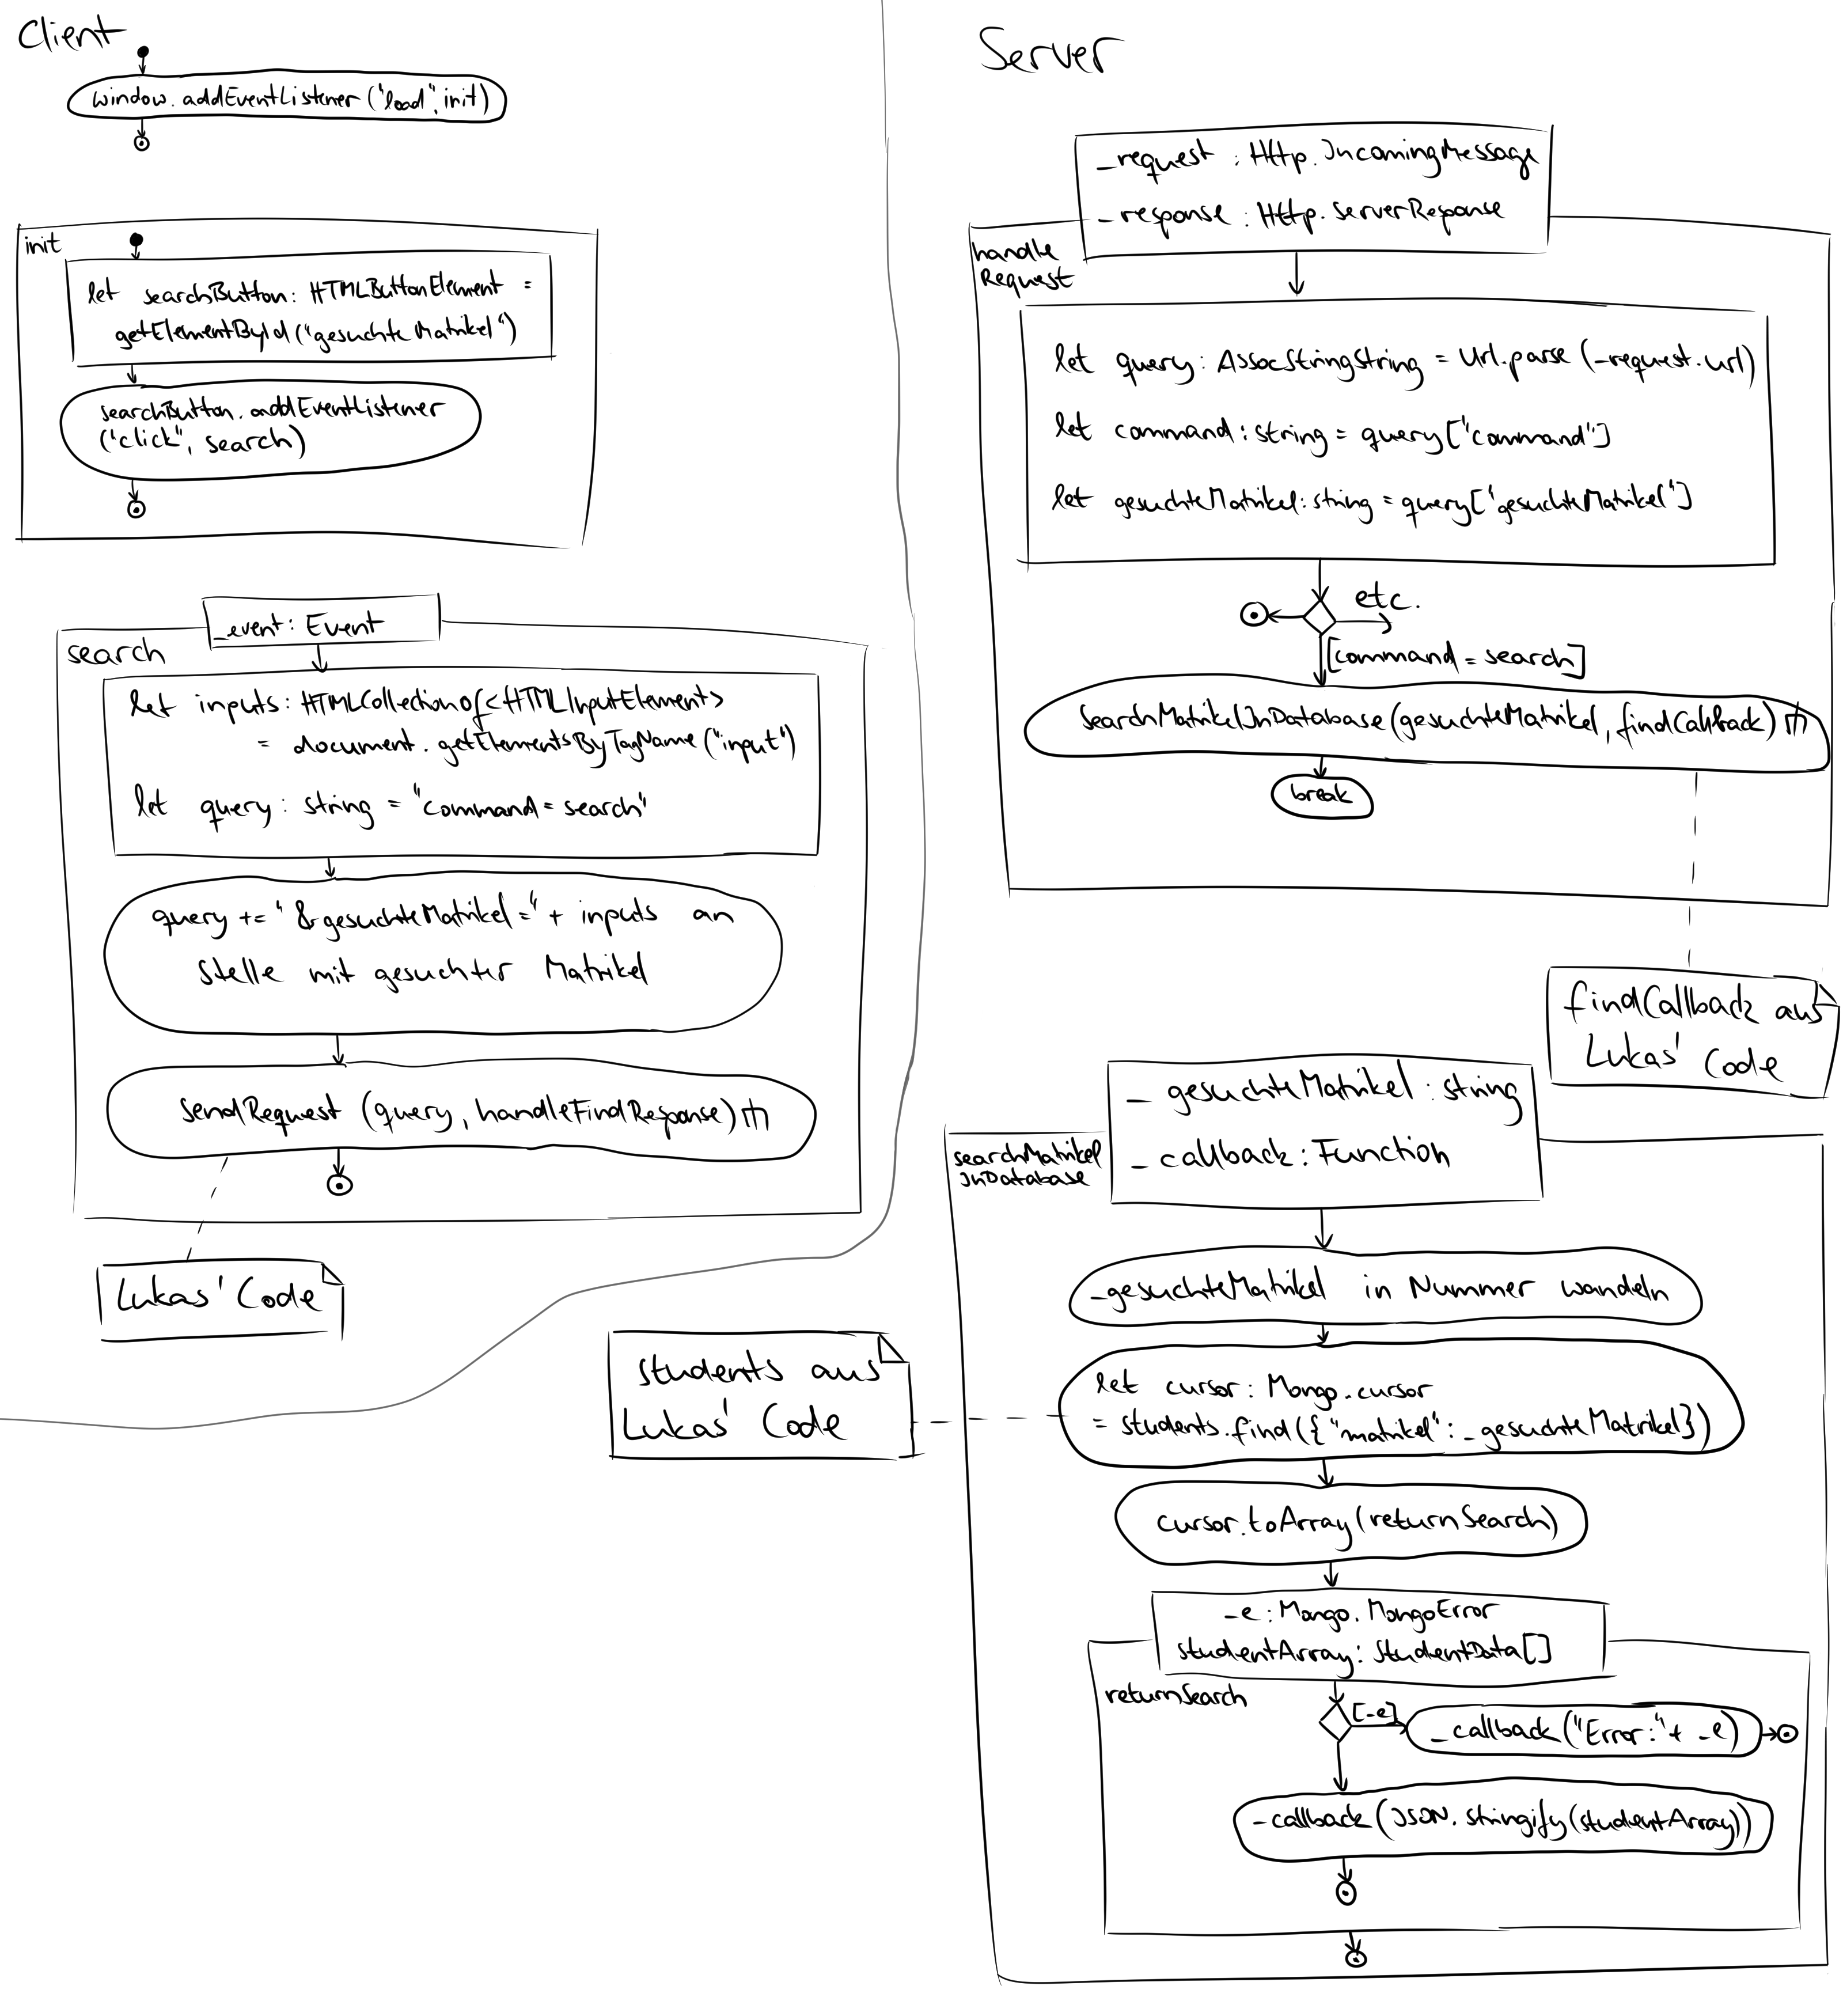 Client
window.addEventListener("load", init)
init
let searchButton: HTMLButtonElement =
getElementById("gesuchteMatrikel")
searchButton.addEventListener
("click", search)
_event: Event
search
let inputs: HTMLCollectionOf<HTMLInputElement>
= document.getElementsByTagName("input")
let query: string = "command=search"
query += "&gesuchteMatrikel=" + inputs an
Stelle mit gesuchter Matrikel
sendRequest (query, handleFindResponse)
Lukas' Code
Server
_request : Http.IncomingMessage
_response : Http.ServerResponse
handle
Request
let query: AssocStringString = Url.parse (_request.url)
let command: string = query["command"]
let gesuchteMatrikel: string = query["gesuchteMatrikel"]
etc.
[command = search]
searchMatrikelInDatabase(gesuchteMatrikel, findCallback)
break
findCallback aus
Lukas' Code
_ gesuchteMatrikel : string
_ callback: Function
searchMatrikel
InDatabase
_gesuchteMatrikel in Nummer wandeln
students aus
Lukas' Code
let cursor: Mongo.cursor
= students.find({"matrikel": _gesuchteMatrikel})
cursor.toArray(returnSearch)
_e : Mongo.MongoError
studentArray: StudentData[]
returnSearch
[_e]
_callback("Error:" + _e)
_callback(JSON.stringify(studentArray))